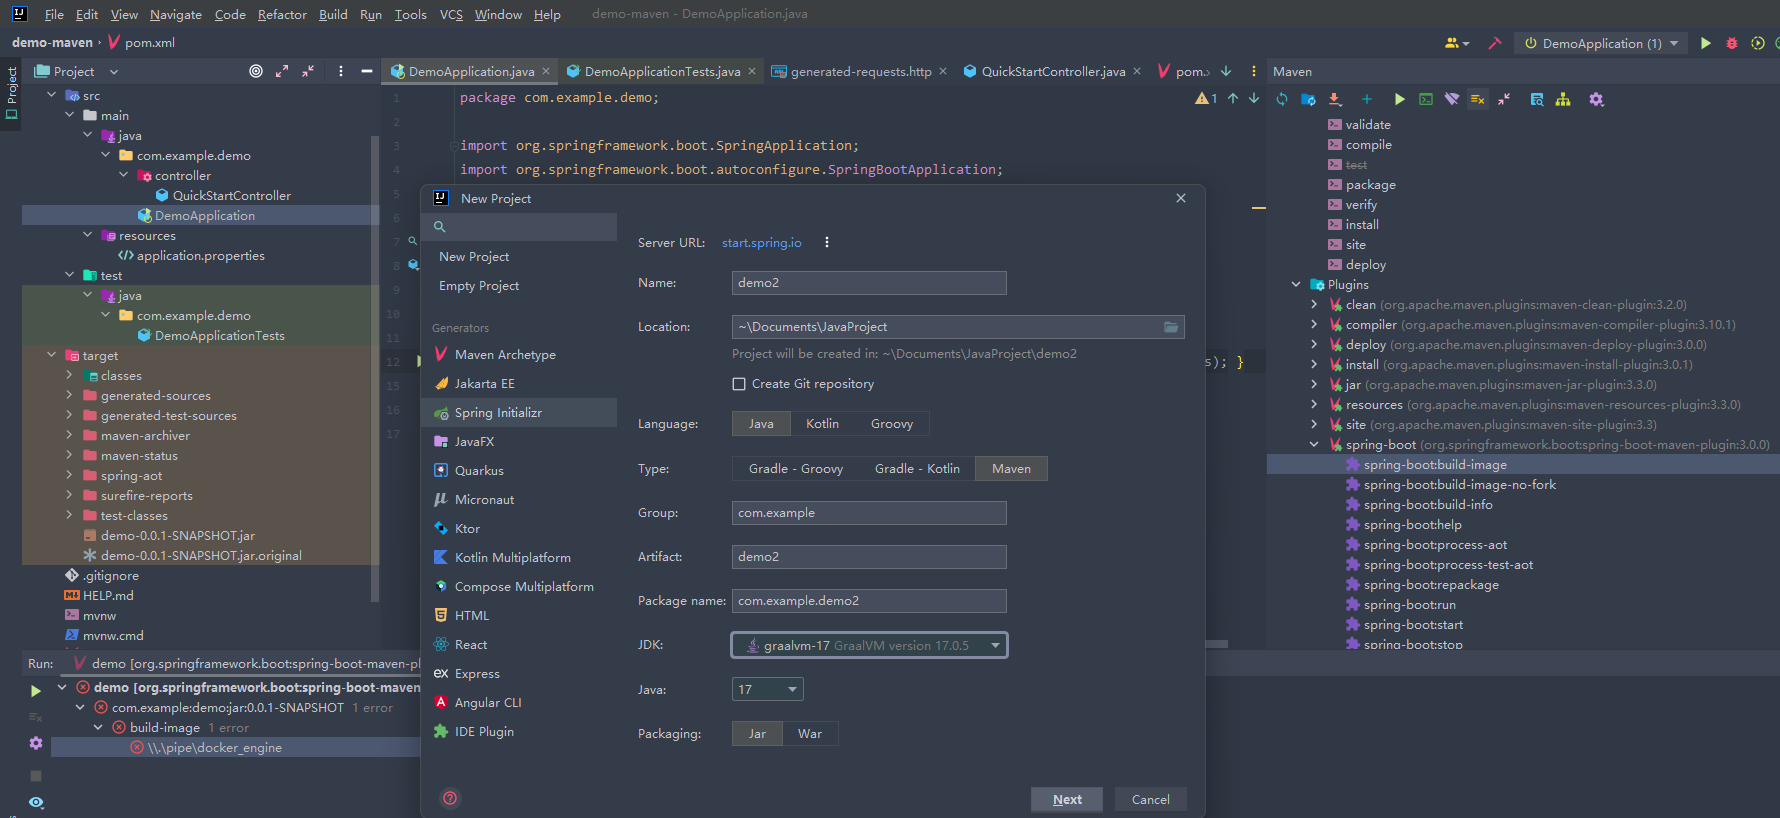 File Edit View Navigate Code Refactor Build Run Tools VCS Window Help demo-maven - DemoApplication.java
demo-maven › pom.xml
DemoApplication (1)
Project
Project
src
main
java
com.example.demo
controller
QuickStartController
DemoApplication
resources
application.properties
test
java
com.example.demo
DemoApplicationTests
target
classes
generated-sources
generated-test-sources
maven-archiver
maven-status
spring-aot
surefire-reports
test-classes
demo-0.0.1-SNAPSHOT.jar
demo-0.0.1-SNAPSHOT.jar.original
.gitignore
HELP.md
mvnw
mvnw.cmd
DemoApplication.java DemoApplicationTests.java generated-requests.http QuickStartController.java pom.x
1 package com.example.demo;
1
2
3 import org.springframework.boot.SpringApplication;
4 import org.springframework.boot.autoconfigure.SpringBootApplication;
5
6
7
8
9
10
11
12 s); }
15
16
17
New Project
New Project
Empty Project
Generators
Maven Archetype
Jakarta EE
Spring Initializr
JavaFX
Quarkus
Micronaut
Ktor
Kotlin Multiplatform
Compose Multiplatform
HTML
React
Express
Angular CLI
IDE Plugin
Server URL: start.spring.io
Name: demo2
Location: ~\Documents\JavaProject
Project will be created in: ~\Documents\JavaProject\demo2
Create Git repository
Language: Java Kotlin Groovy
Type: Gradle - Groovy Gradle - Kotlin Maven
Group: com.example
Artifact: demo2
Package name: com.example.demo2
JDK: graalvm-17 GraalVM version 17.0.5
Java: 17
Packaging: Jar War
Next Cancel
Maven
validate
compile
test
package
verify
install
site
deploy
Plugins
clean (org.apache.maven.plugins:maven-clean-plugin:3.2.0)
compiler (org.apache.maven.plugins:maven-compiler-plugin:3.10.1)
deploy (org.apache.maven.plugins:maven-deploy-plugin:3.0.0)
install (org.apache.maven.plugins:maven-install-plugin:3.0.1)
jar (org.apache.maven.plugins:maven-jar-plugin:3.3.0)
resources (org.apache.maven.plugins:maven-resources-plugin:3.3.0)
site (org.apache.maven.plugins:maven-site-plugin:3.3)
spring-boot (org.springframework.boot:spring-boot-maven-plugin:3.0.0)
spring-boot:build-image
spring-boot:build-image-no-fork
spring-boot:build-info
spring-boot:help
spring-boot:process-aot
spring-boot:process-test-aot
spring-boot:repackage
spring-boot:run
spring-boot:start
spring-boot:stop
Run: demo [org.springframework.boot:spring-boot-maven-pl
demo [org.springframework.boot:spring-boot-maven
com.example:demo:jar:0.0.1-SNAPSHOT 1 error
build-image 1 error
\\.\pipe\docker_engine